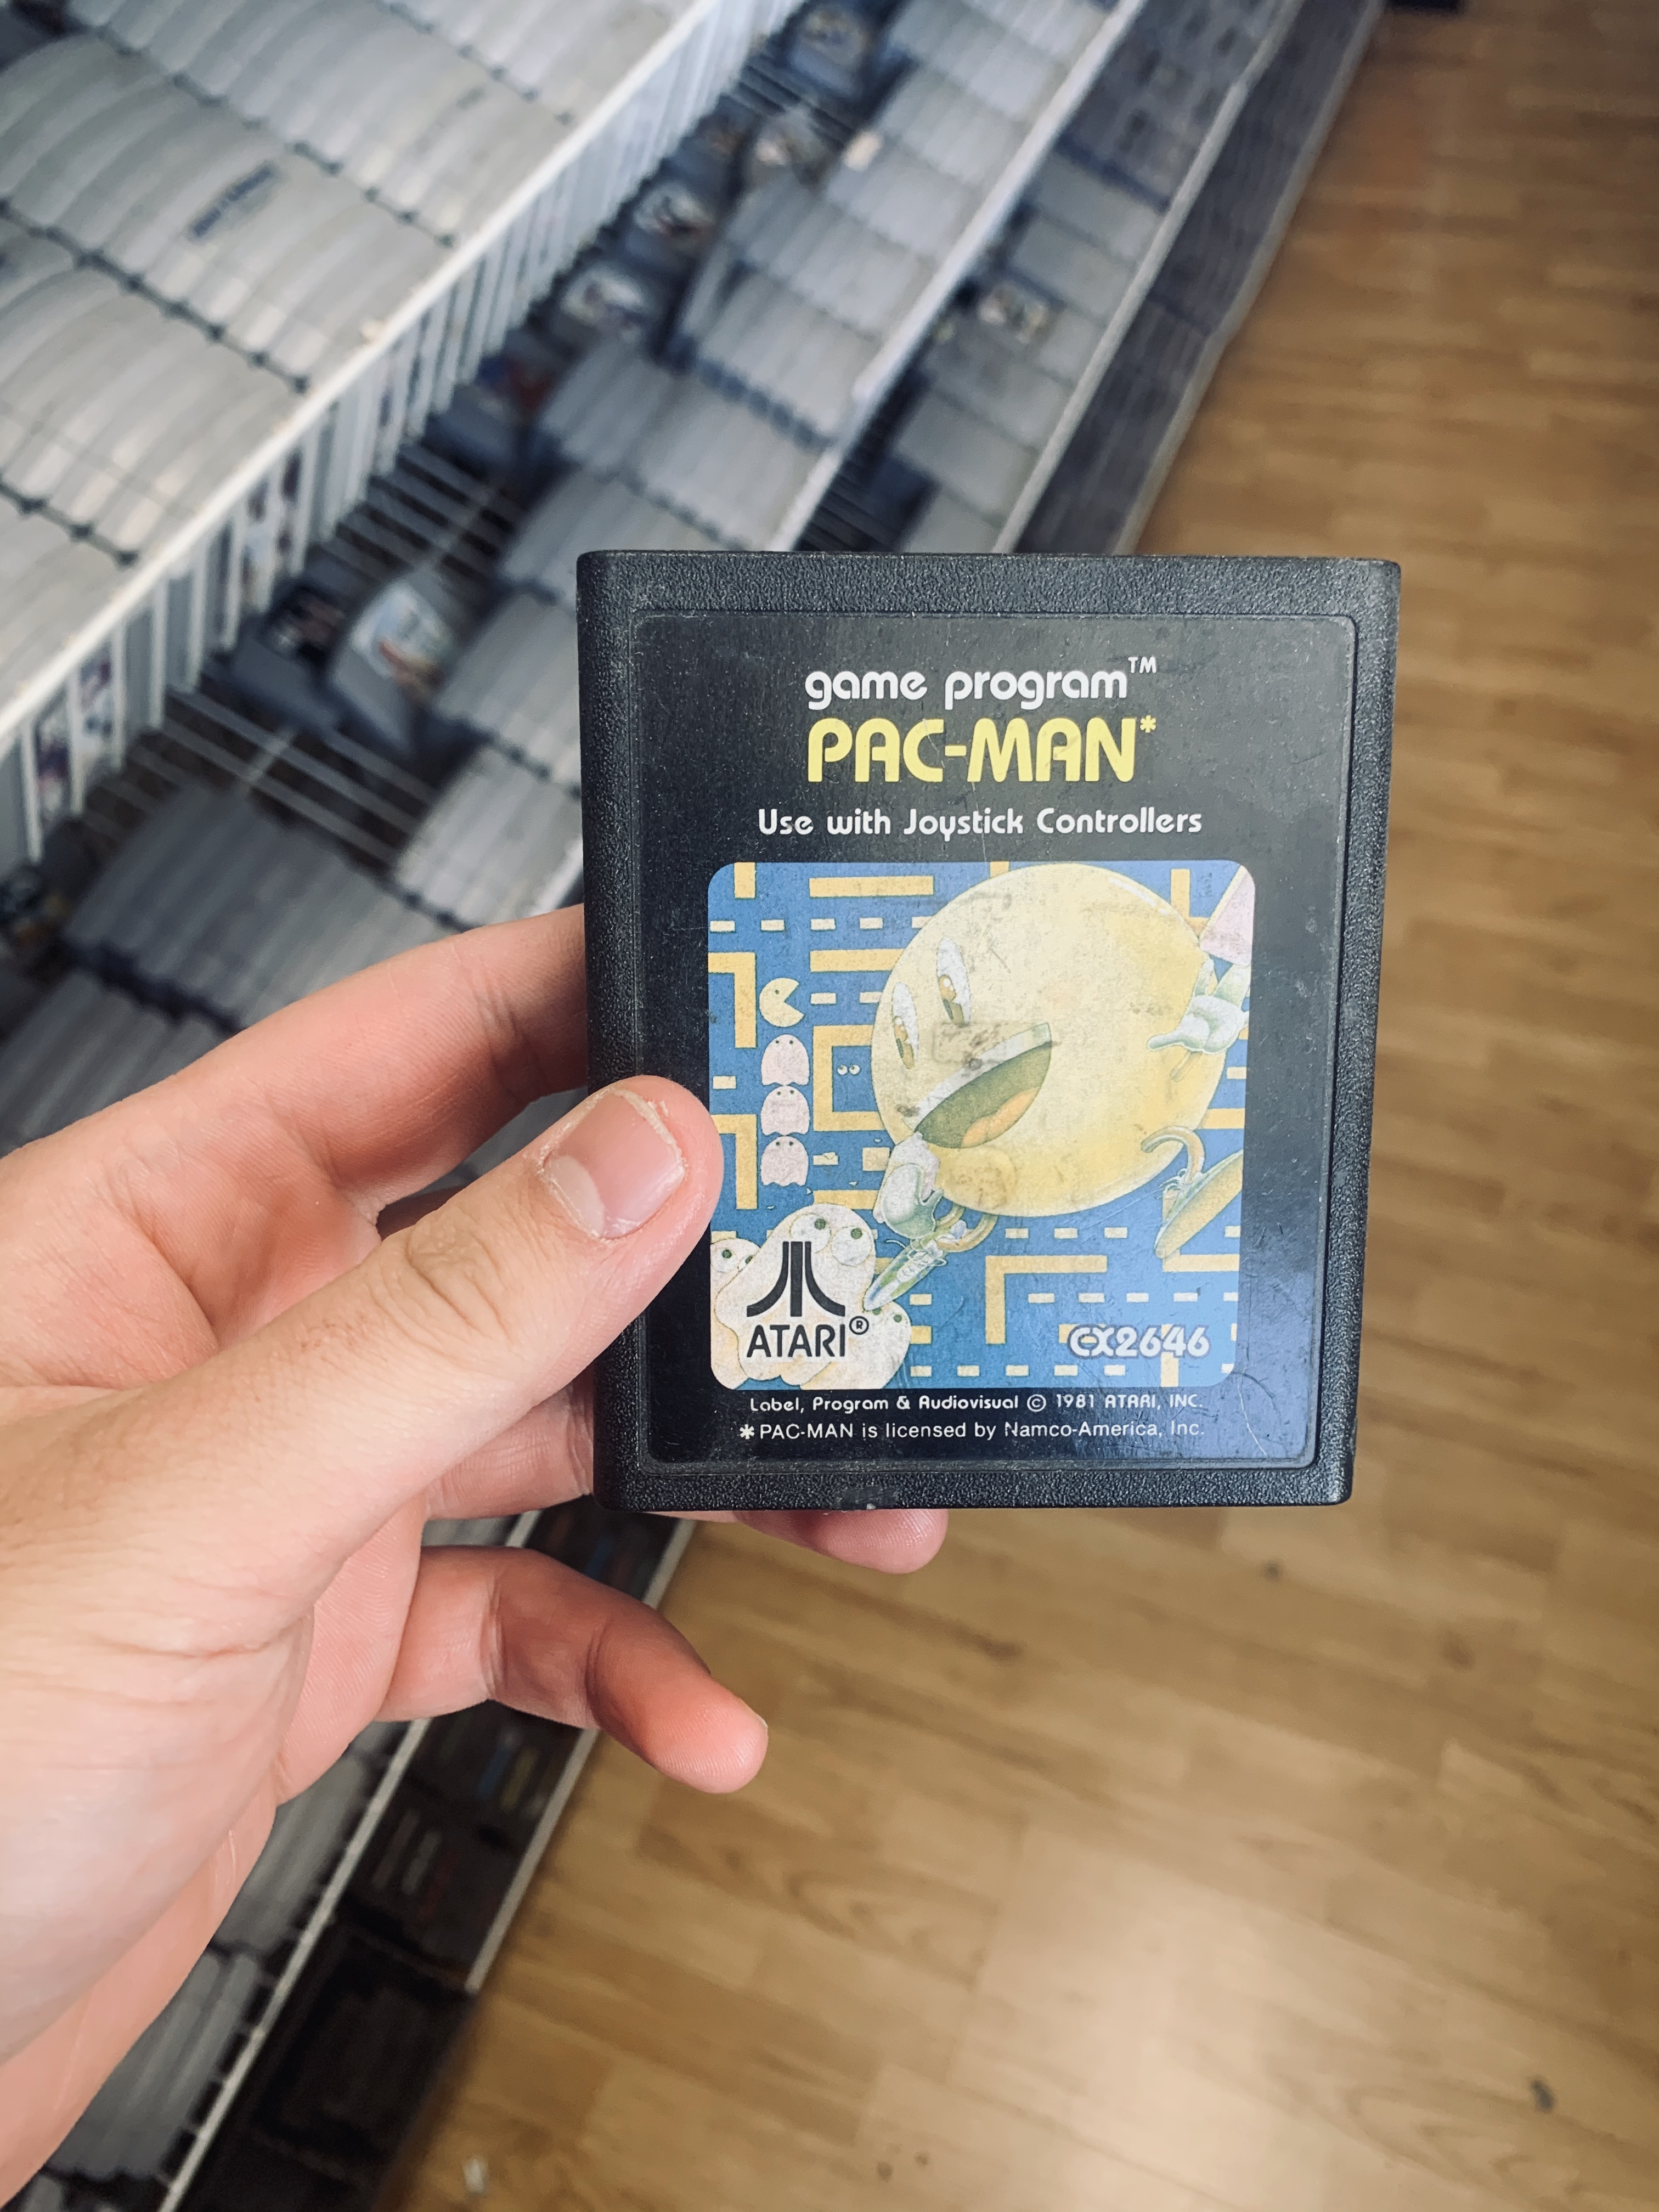 game program™
PAC-MAN*
Use with Joystick Controllers
ATARI®
CX2646
Label, Program & Audiovisual © 1981 ATARI, INC.
*PAC-MAN is licensed by Namco-America, Inc.